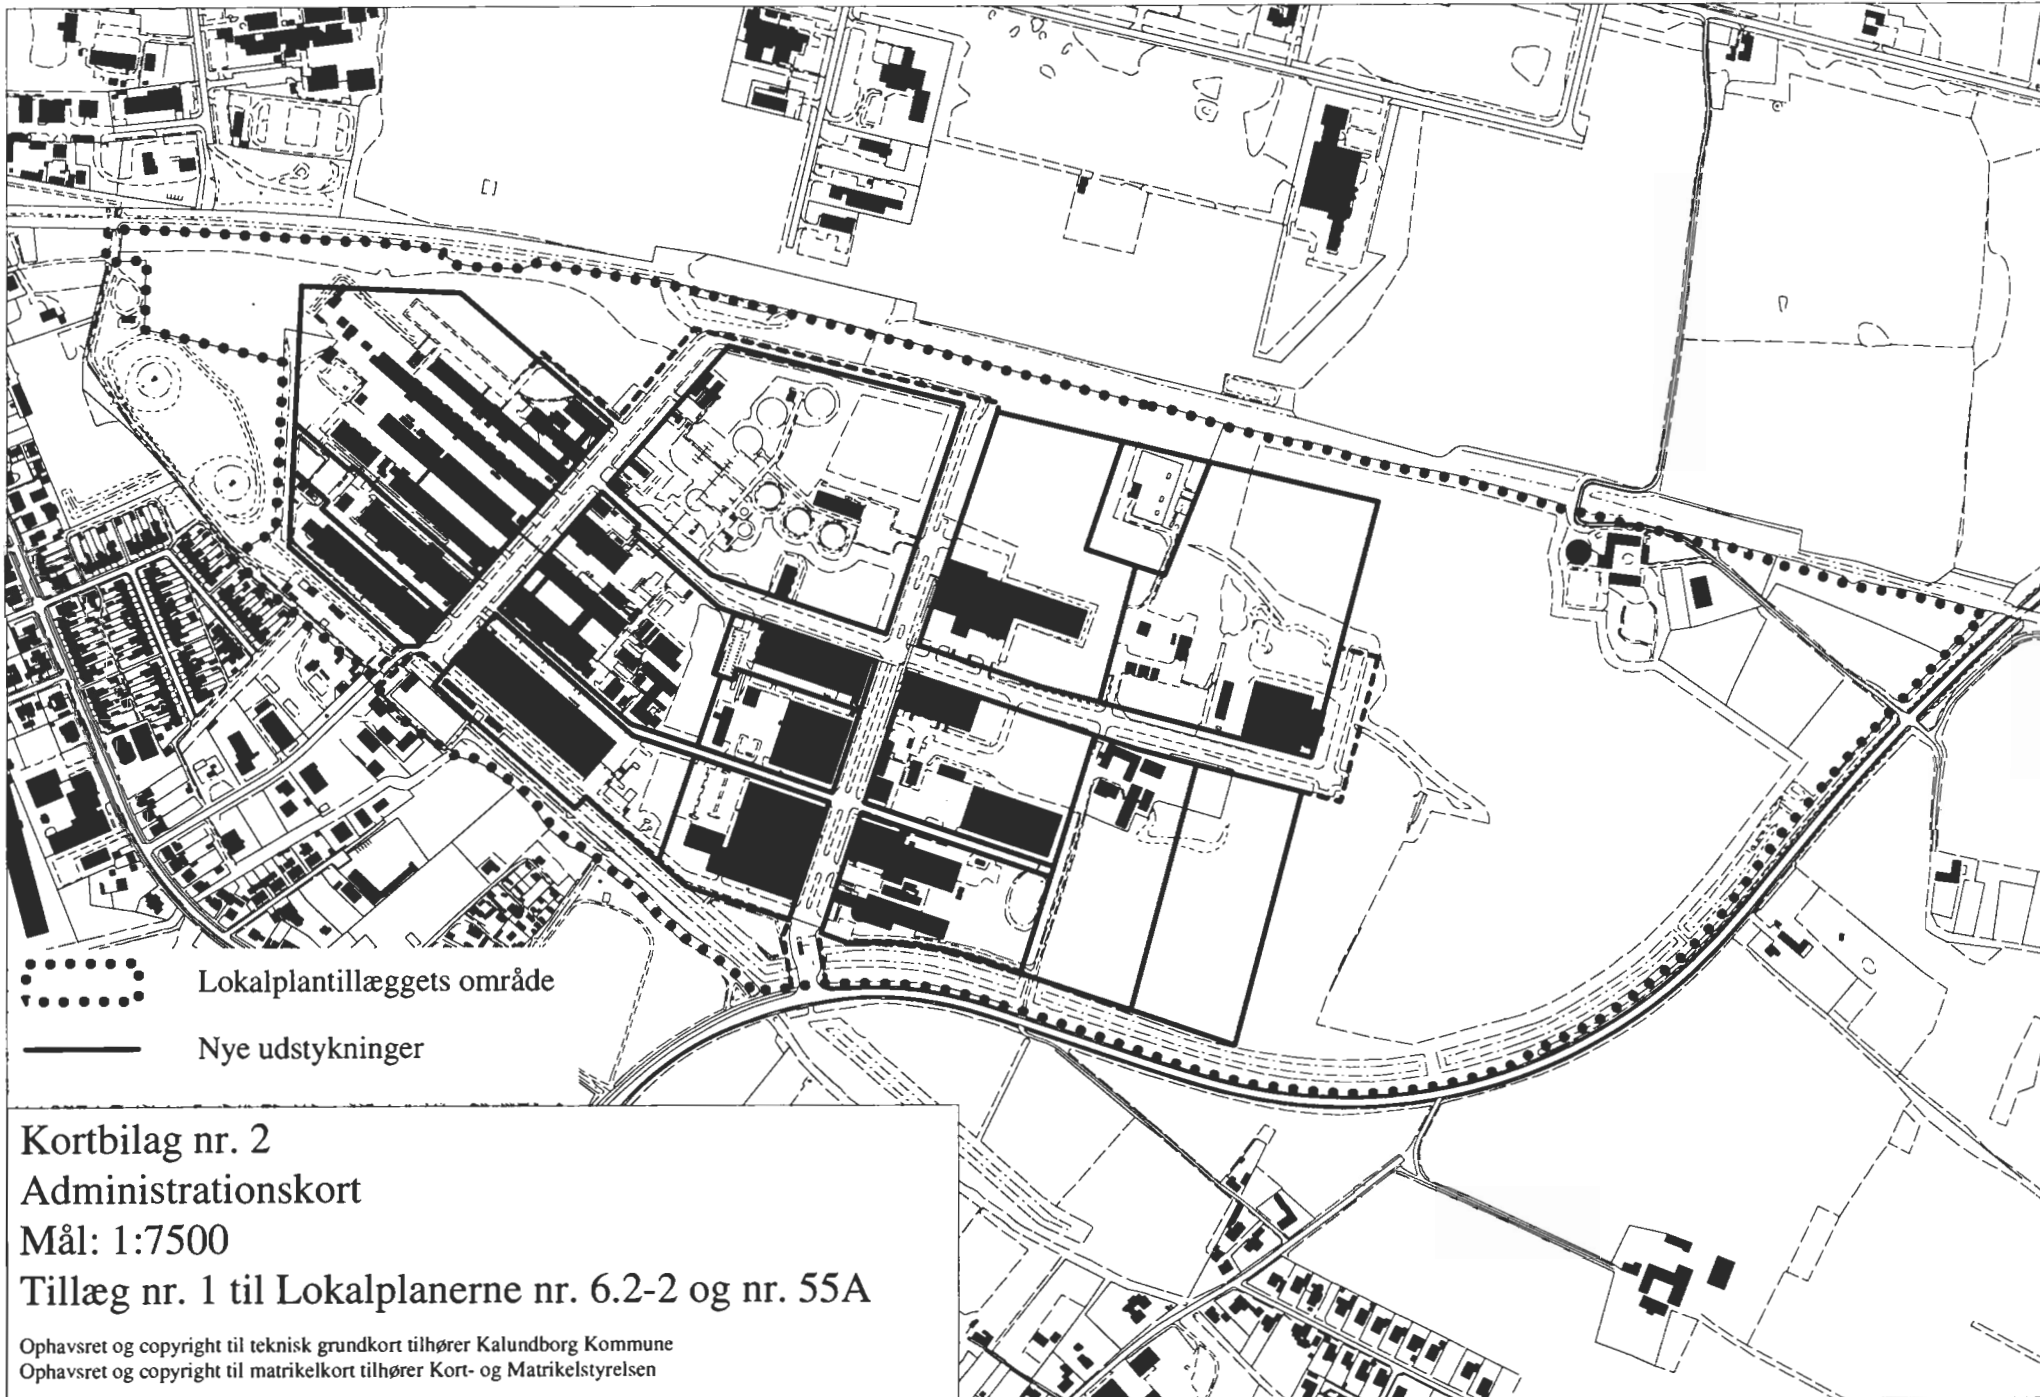 Lokalplantillæggets område
Nye udstykninger
Kortbilag nr. 2
Administrationskort
Mål: 1:7500
Tillæg nr. 1 til Lokalplanerne nr. 6.2-2 og nr. 55A
Ophavsret og copyright til teknisk grundkort tilhører Kalundborg Kommune
Ophavsret og copyright til matrikelkort tilhører Kort- og Matrikelstyrelsen